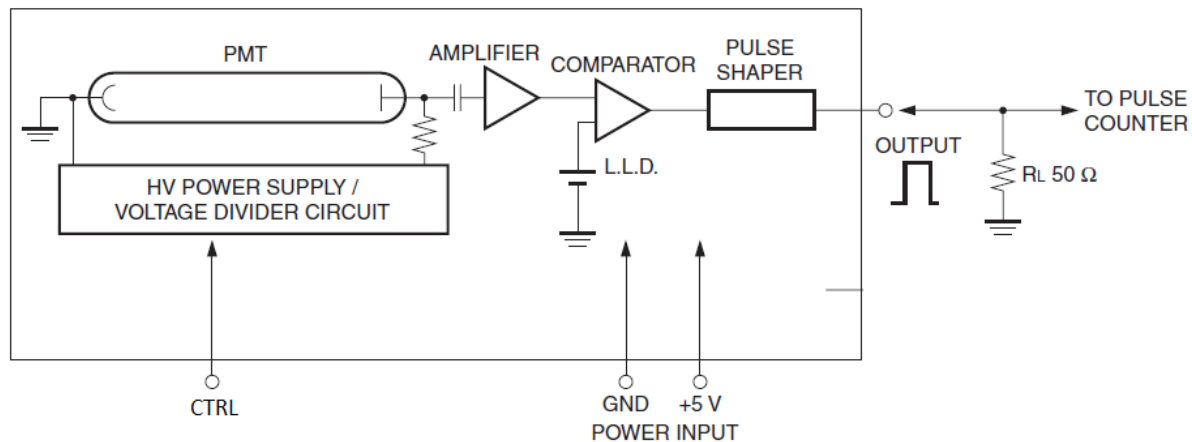 PMT
AMPLIFIER
COMPARATOR
PULSE
SHAPER
TO PULSE
COUNTER
OUTPUT
RL 50 Ω
L.L.D.
HV POWER SUPPLY /
VOLTAGE DIVIDER CIRCUIT
CTRL
GND +5 V
POWER INPUT